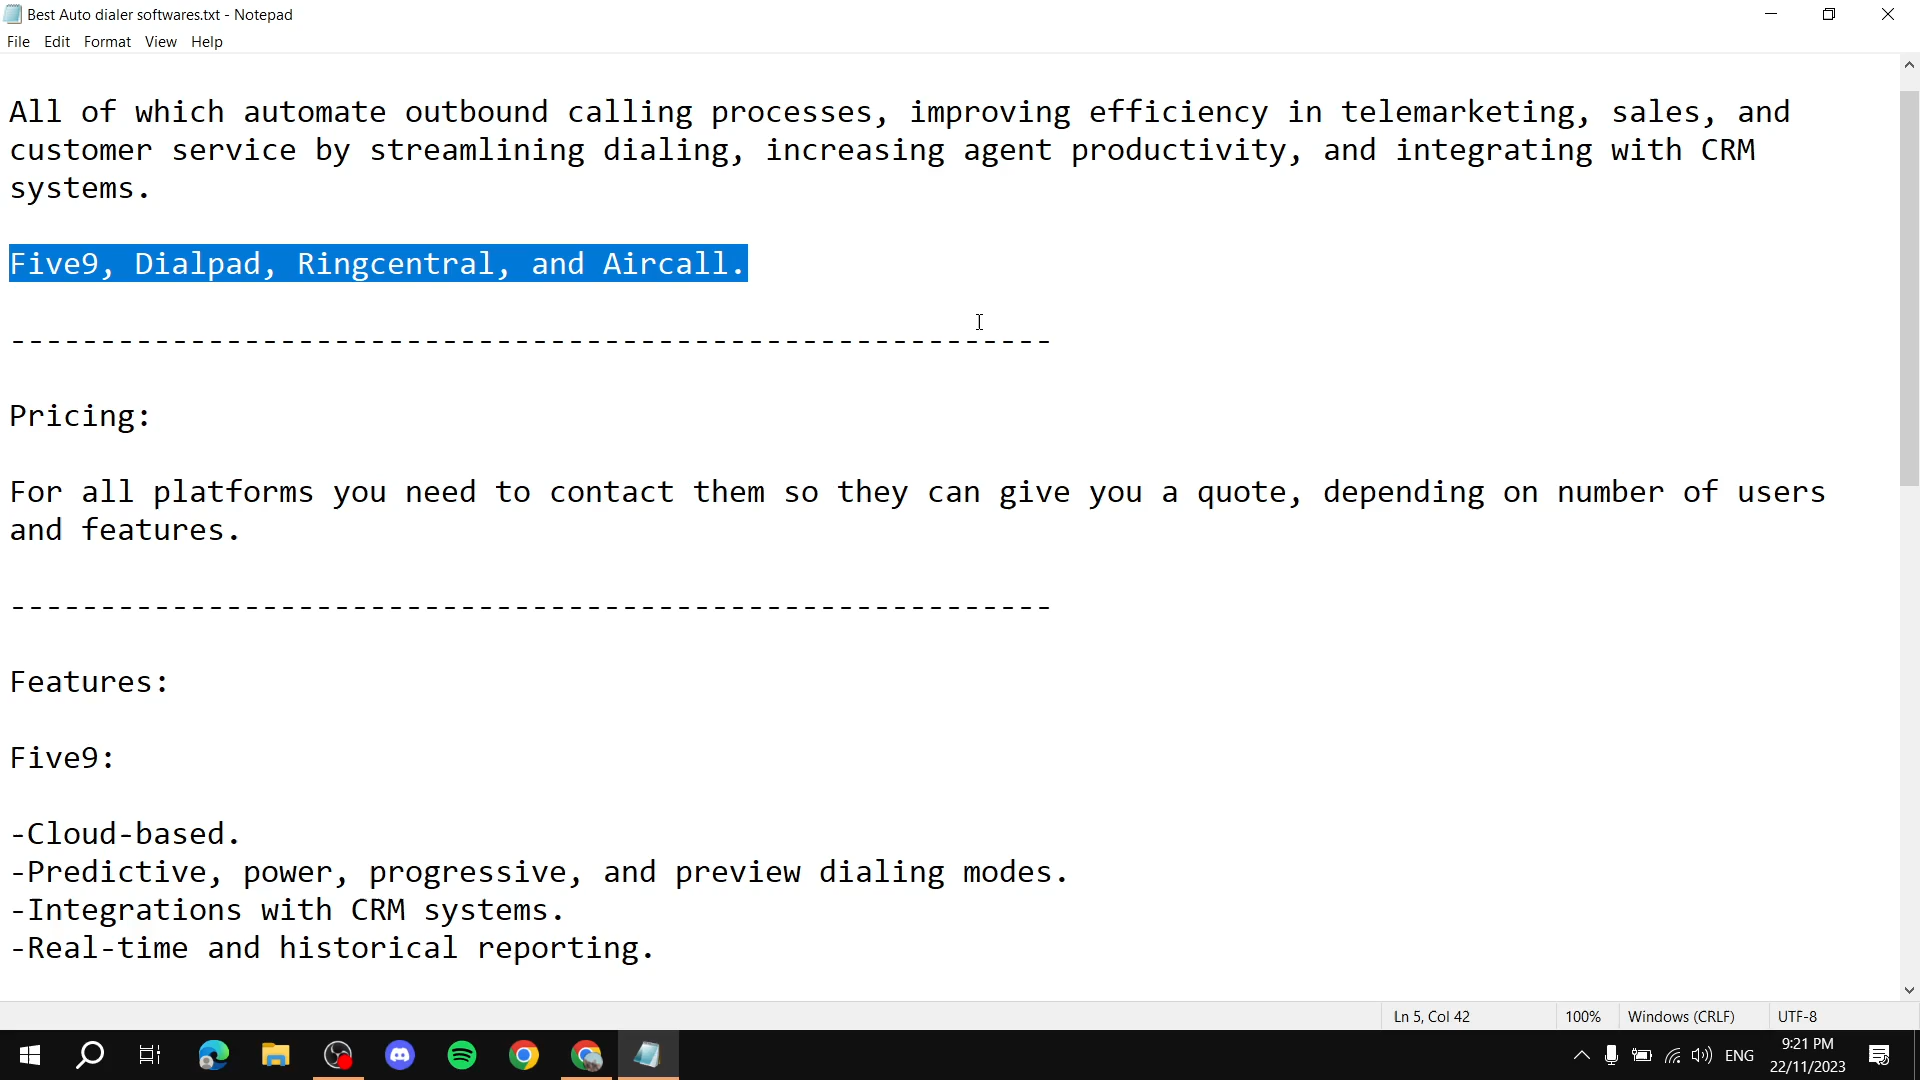 Best Auto dialer softwares.txt - Notepad
File Edit Format View Help
All of which automate outbound calling processes, improving efficiency in telemarketing, sales, and
customer service by streamlining dialing, increasing agent productivity, and integrating with CRM
systems.
Five9, Dialpad, Ringcentral, and Aircall.
----------------------------------------------------------
Pricing:
For all platforms you need to contact them so they can give you a quote, depending on number of users
and features.
----------------------------------------------------------
Features:
Five9:
-Cloud-based.
-Predictive, power, progressive, and preview dialing modes.
-Integrations with CRM systems.
-Real-time and historical reporting.
Ln 5, Col 42 100% Windows (CRLF) UTF-8
ENG 9:21 PM
22/11/2023